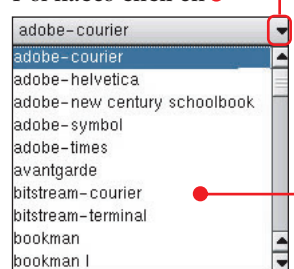 adobe-courier
adobe-courier
adobe-helvetica
adobe-new century schoolbook
adobe-symbol
adobe-times
avantgarde
bitstream-courier
bitstream-terminal
bookman
bookman l